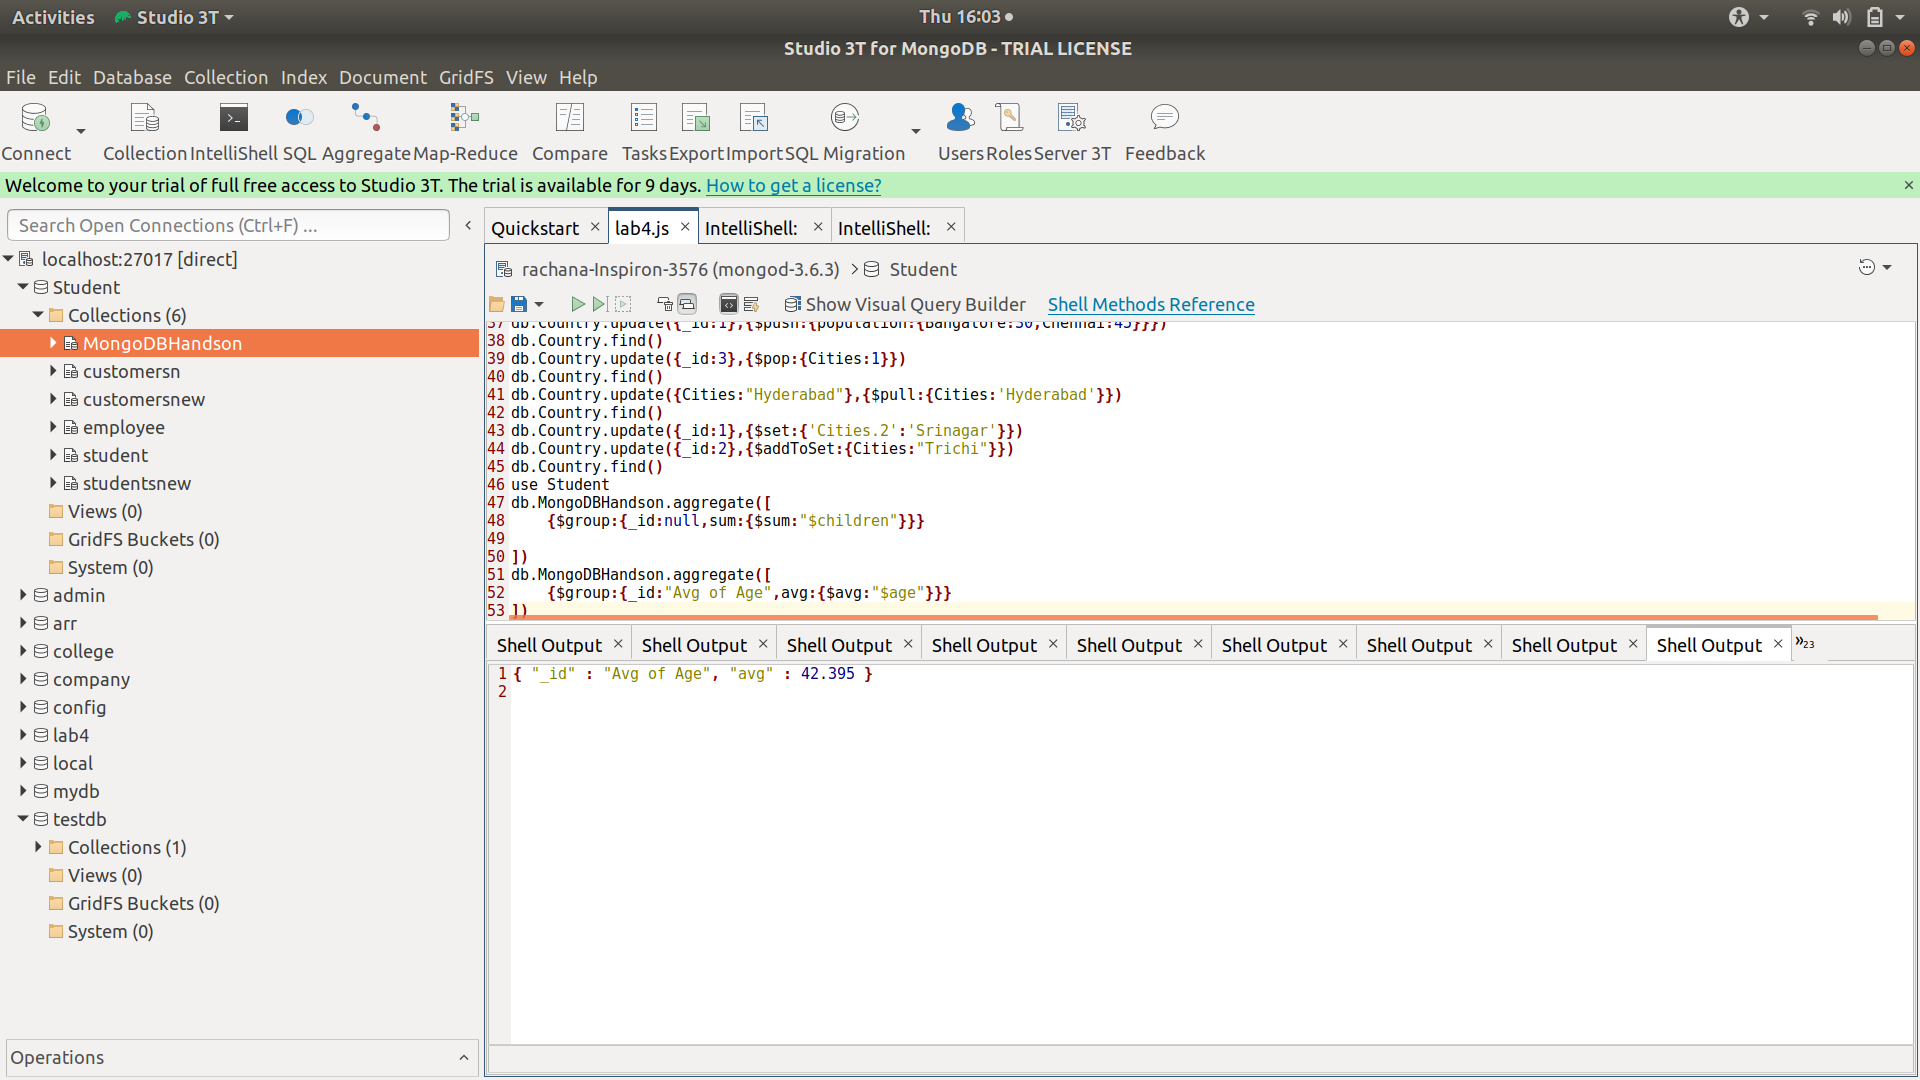 Activities Studio 3T Thu 16:03
Studio 3T for MongoDB - TRIAL LICENSE
File Edit Database Collection Index Document GridFS View Help
Connect Collection IntelliShell SQL Aggregate Map-Reduce Compare Tasks Export Import SQL Migration Users Roles Server 3T Feedback
Welcome to your trial of full free access to Studio 3T. The trial is available for 9 days. How to get a license?
Search Open Connections (Ctrl+F) ...
localhost:27017 [direct]
Student
Collections (6)
MongoDBHandson
customersn
customersnew
employee
student
studentsnew
Views (0)
GridFS Buckets (0)
System (0)
admin
arr
college
company
config
lab4
local
mydb
testdb
Collections (1)
Views (0)
GridFS Buckets (0)
System (0)
Operations
Quickstart lab4.js IntelliShell: IntelliShell:
rachana-Inspiron-3576 (mongod-3.6.3) > Student
Show Visual Query Builder Shell Methods Reference
37 db.Country.update({_id:1},{$push:{population:{Bangalore:30,Chennai:45}}})
38 db.Country.find()
39 db.Country.update({_id:3},{$pop:{Cities:1}})
40 db.Country.find()
41 db.Country.update({Cities:"Hyderabad"},{$pull:{Cities:'Hyderabad'}})
42 db.Country.find()
43 db.Country.update({_id:1},{$set:{'Cities.2':'Srinagar'}})
44 db.Country.update({_id:2},{$addToSet:{Cities:"Trichi"}})
45 db.Country.find()
46 use Student
47 db.MongoDBHandson.aggregate([
48 {$group:{_id:null,sum:{$sum:"$children"}}}
49
50 ])
51 db.MongoDBHandson.aggregate([
52 {$group:{_id:"Avg of Age",avg:{$avg:"$age"}}}
53 ])
Shell Output Shell Output Shell Output Shell Output Shell Output Shell Output Shell Output Shell Output Shell Output »23
1 { "_id" : "Avg of Age", "avg" : 42.395 }
2